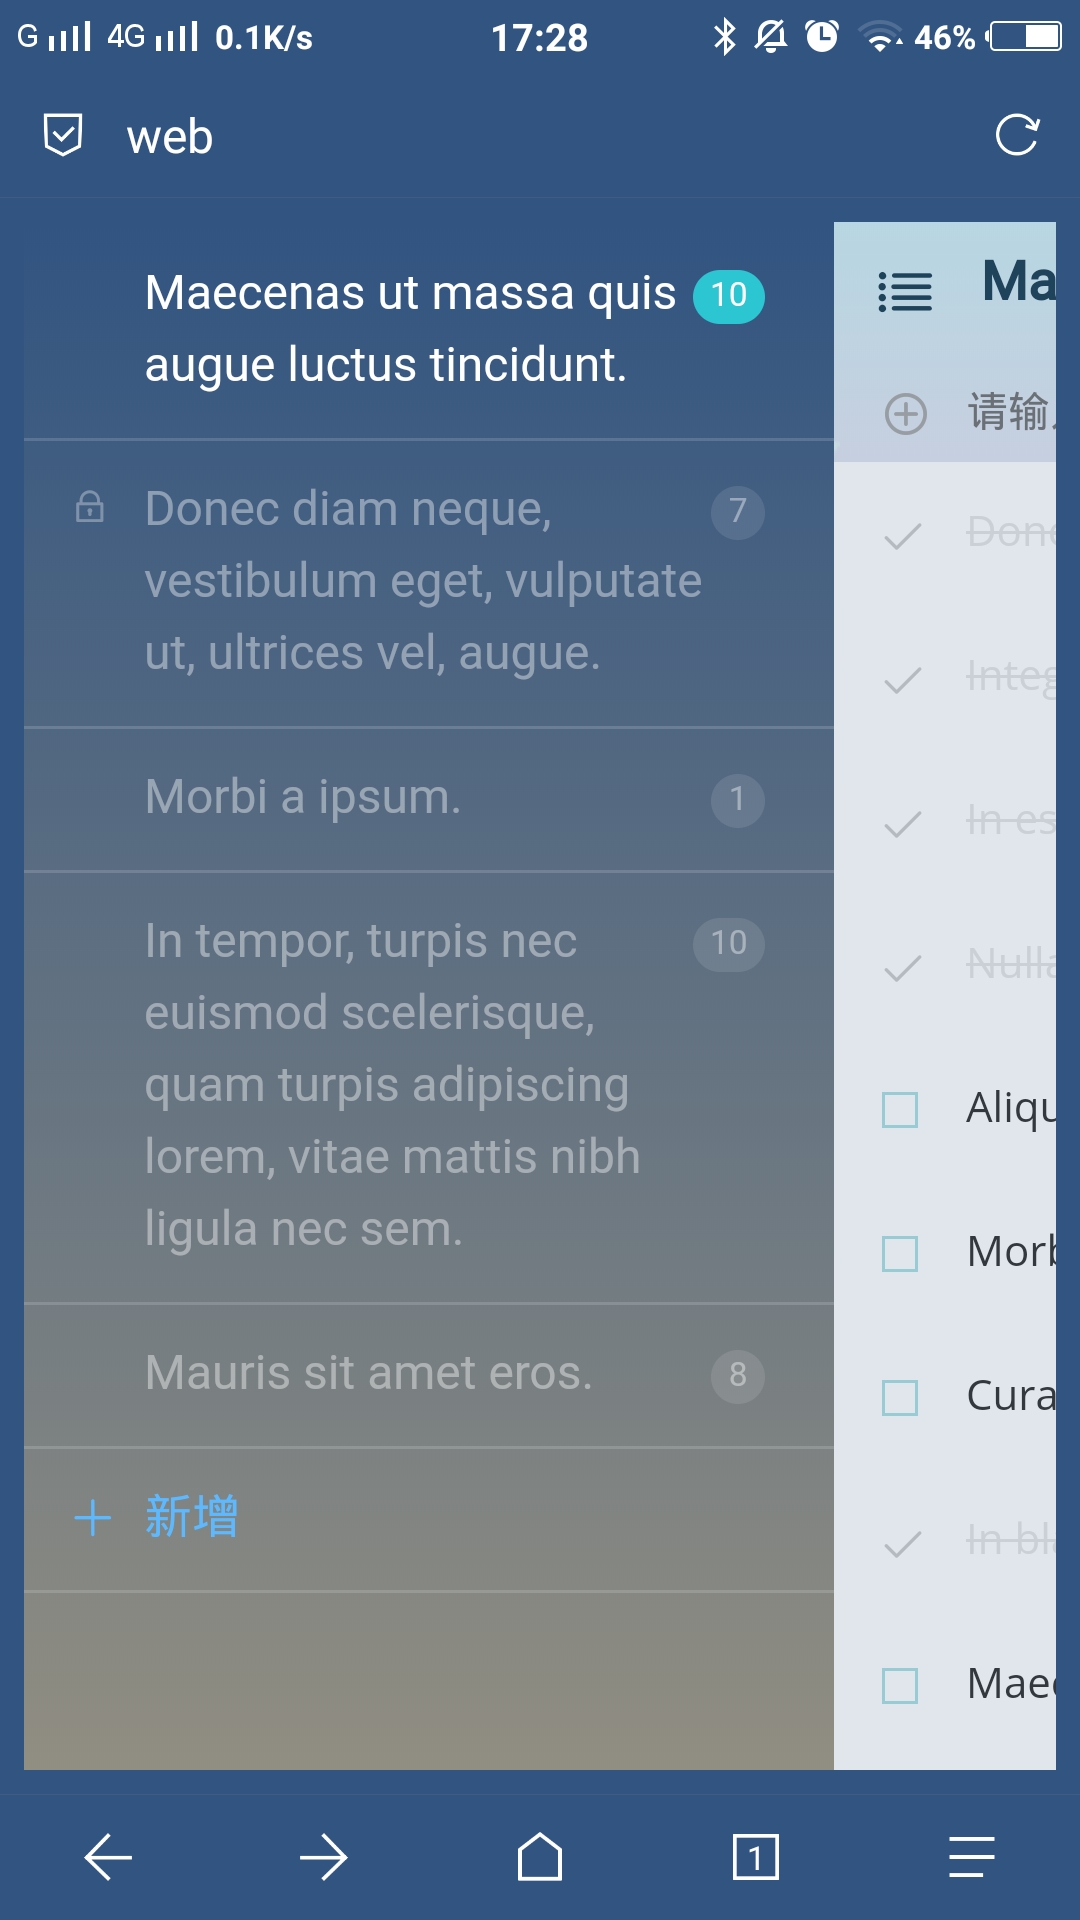 G 4G 0.1K/s 17:28 46%
web
Maecenas ut massa quis 10
augue luctus tincidunt.
Donec diam neque, 7
vestibulum eget, vulputate
ut, ultrices vel, augue.
Morbi a ipsum. 1
In tempor, turpis nec 10
euismod scelerisque,
quam turpis adipiscing
lorem, vitae mattis nibh
ligula nec sem.
Mauris sit amet eros. 8
新增
Ma
请输
Done
Integ
In es
Nulla
Aliqu
Morb
Cura
In bla
Maec
1